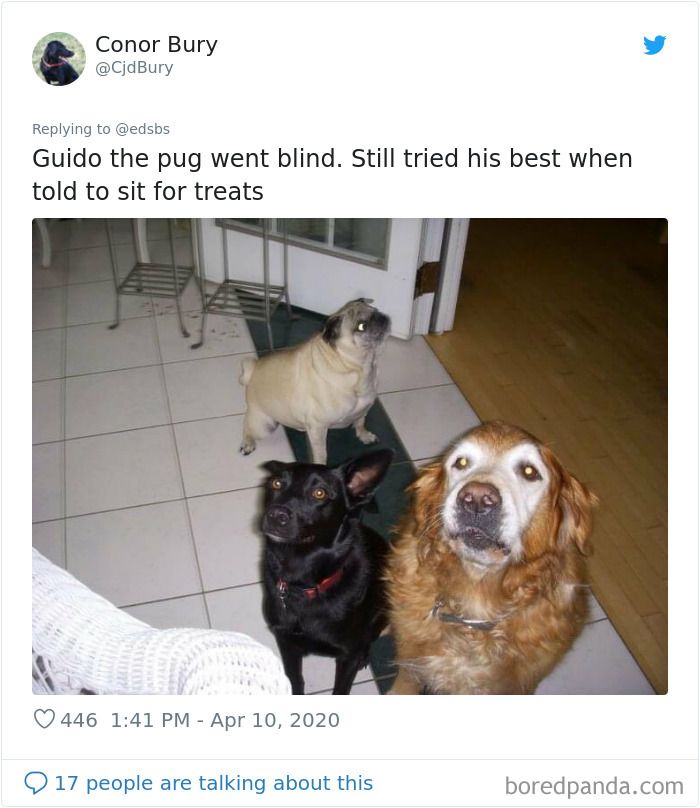 Conor Bury
@CjdBury
Replying to @edsbs
Guido the pug went blind. Still tried his best when
told to sit for treats
446 1:41 PM - Apr 10, 2020
17 people are talking about this
boredpanda.com